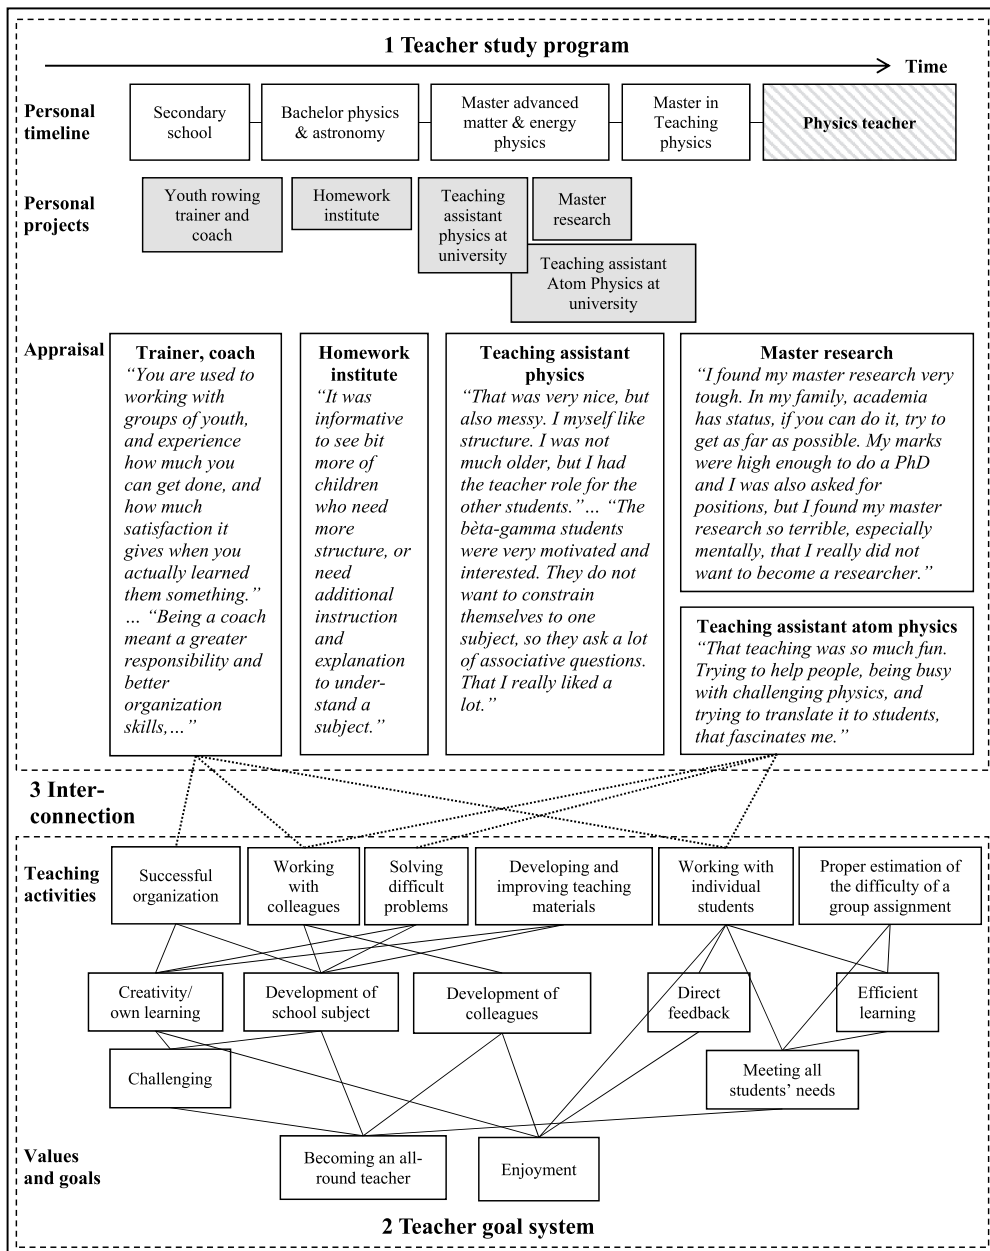 1 Teacher study program
Time
Personal
timeline
Secondary
school
Bachelor physics
& astronomy
Master advanced
matter & energy
physics
Master in
Teaching
physics
Physics teacher
Personal
projects
Youth rowing
trainer and
coach
Homework
institute
Teaching
assistant
physics at
university
Master
research
Teaching assistant
Atom Physics at
university
Appraisal
Trainer, coach
“You are used to
working with
groups of youth,
and experience
how much you
can get done, and
how much
satisfaction it
gives when you
actually learned
them something.”
… “Being a coach
meant a greater
responsibility and
better
organization
skills,…”
Homework
institute
“It was
informative
to see bit
more of
children
who need
more
structure, or
need
additional
instruction
and
explanation
to under-
stand a
subject.”
Teaching assistant
physics
“That was very nice, but
also messy. I myself like
structure. I was not
much older, but I had
the teacher role for the
other students.”… “The
bèta-gamma students
were very motivated and
interested. They do not
want to constrain
themselves to one
subject, so they ask a lot
of associative questions.
That I really liked a
lot.”
Master research
“I found my master research very
tough. In my family, academia
has status, if you can do it, try to
get as far as possible. My marks
were high enough to do a PhD
and I was also asked for
positions, but I found my master
research so terrible, especially
mentally, that I really did not
want to become a researcher.”
Teaching assistant atom physics
“That teaching was so much fun.
Trying to help people, being busy
with challenging physics, and
trying to translate it to students,
that fascinates me.”
3 Inter-
connection
Teaching
activities
Successful
organization
Working
with
colleagues
Solving
difficult
problems
Developing and
improving teaching
materials
Working with
individual
students
Proper estimation of
the difficulty of a
group assignment
Creativity/
own learning
Development of
school subject
Development of
colleagues
Direct
feedback
Efficient
learning
Challenging
Meeting all
students’ needs
Values
and goals
Becoming an all-
round teacher
Enjoyment
2 Teacher goal system